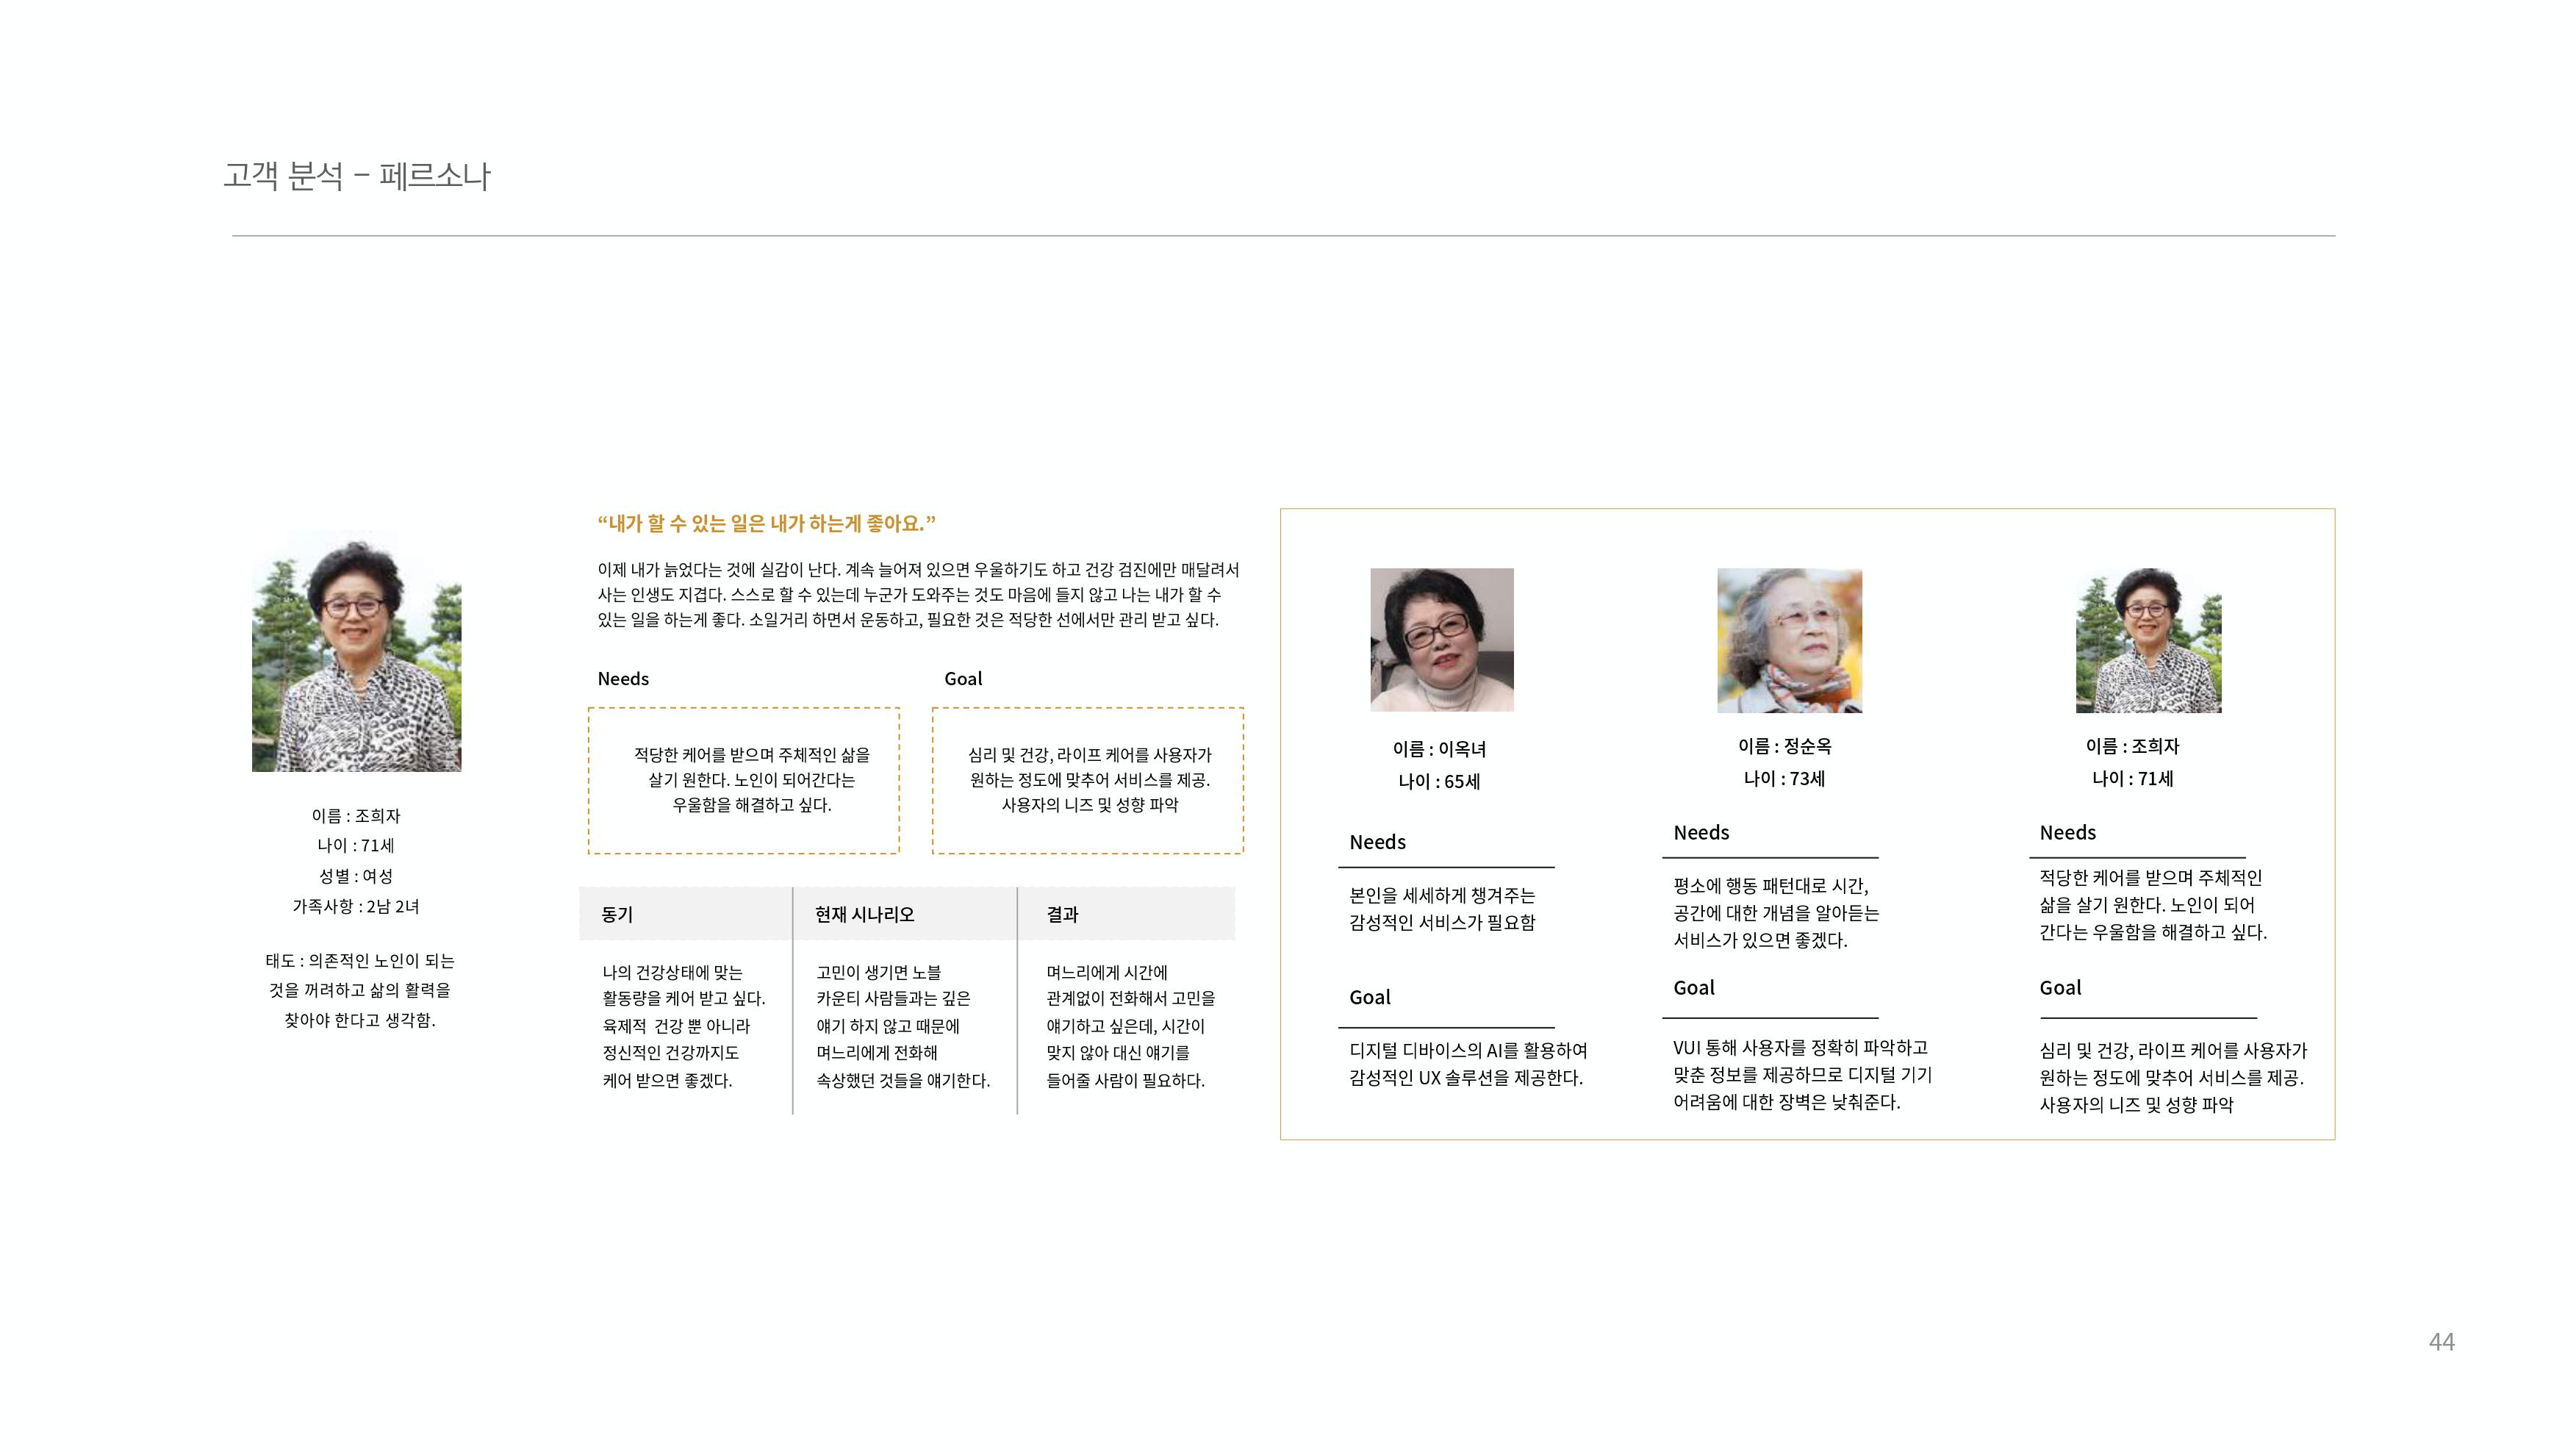 고객 분석 – 페르소나
이름 : 조희자
나이 : 71세
성별 : 여성
가족사항 : 2남 2녀
태도 : 의존적인 노인이 되는
것을 꺼려하고 삶의 활력을
찾아야 한다고 생각함.
“내가 할 수 있는 일은 내가 하는게 좋아요.”
이제 내가 늙었다는 것에 실감이 난다. 계속 늘어져 있으면 우울하기도 하고 건강 검진에만 매달려서
사는 인생도 지겹다. 스스로 할 수 있는데 누군가 도와주는 것도 마음에 들지 않고 나는 내가 할 수
있는 일을 하는게 좋다. 소일거리 하면서 운동하고, 필요한 것은 적당한 선에서만 관리 받고 싶다.
Needs
적당한 케어를 받으며 주체적인 삶을
살기 원한다. 노인이 되어간다는
우울함을 해결하고 싶다.
Goal
심리 및 건강, 라이프 케어를 사용자가
원하는 정도에 맞추어 서비스를 제공.
사용자의 니즈 및 성향 파악
동기
나의 건강상태에 맞는
활동량을 케어 받고 싶다.
육제적 건강 뿐 아니라
정신적인 건강까지도
케어 받으면 좋겠다.
현재 시나리오
고민이 생기면 노블
카운티 사람들과는 깊은
얘기 하지 않고 때문에
며느리에게 전화해
속상했던 것들을 얘기한다.
결과
며느리에게 시간에
관계없이 전화해서 고민을
얘기하고 싶은데, 시간이
맞지 않아 대신 얘기를
들어줄 사람이 필요하다.
이름 : 이옥녀
나이 : 65세
Needs
본인을 세세하게 챙겨주는
감성적인 서비스가 필요함
Goal
디지털 디바이스의 AI를 활용하여
감성적인 UX 솔루션을 제공한다.
이름 : 정순옥
나이 : 73세
Needs
평소에 행동 패턴대로 시간,
공간에 대한 개념을 알아듣는
서비스가 있으면 좋겠다.
Goal
VUI 통해 사용자를 정확히 파악하고
맞춘 정보를 제공하므로 디지털 기기
어려움에 대한 장벽은 낮춰준다.
이름 : 조희자
나이 : 71세
Needs
적당한 케어를 받으며 주체적인
삶을 살기 원한다. 노인이 되어
간다는 우울함을 해결하고 싶다.
Goal
심리 및 건강, 라이프 케어를 사용자가
원하는 정도에 맞추어 서비스를 제공.
사용자의 니즈 및 성향 파악
44